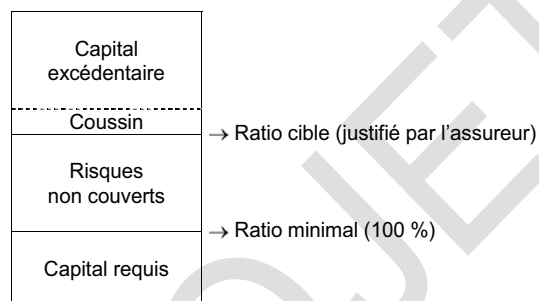 Capital
excédentaire
Coussin
→ Ratio cible (justifié par l'assureur)
Risques
non couverts
→ Ratio minimal (100 %)
Capital requis